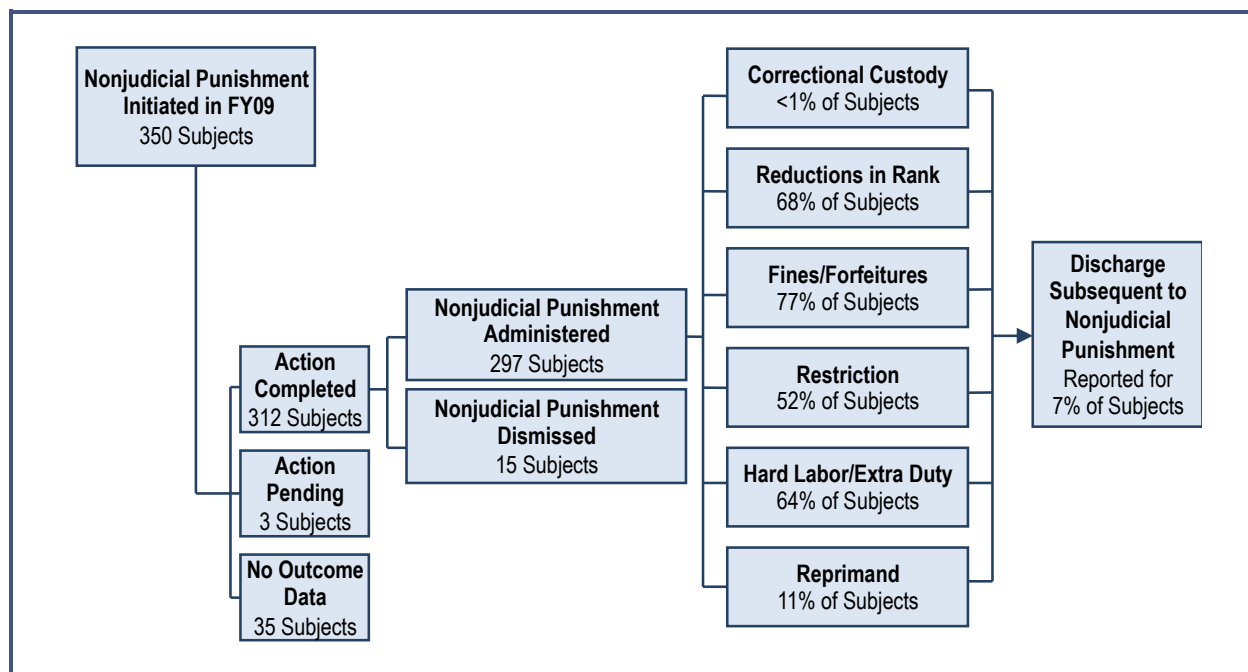 Nonjudicial Punishment
Initiated in FY09
350 Subjects
Action
Completed
312 Subjects
Action
Pending
3 Subjects
No Outcome
Data
35 Subjects
Nonjudicial Punishment
Administered
297 Subjects
Nonjudicial Punishment
Dismissed
15 Subjects
Correctional Custody
<1% of Subjects
Reductions in Rank
68% of Subjects
Fines/Forfeitures
77% of Subjects
Restriction
52% of Subjects
Hard Labor/Extra Duty
64% of Subjects
Reprimand
11% of Subjects
Discharge
Subsequent to
Nonjudicial
Punishment
Reported for
7% of Subjects